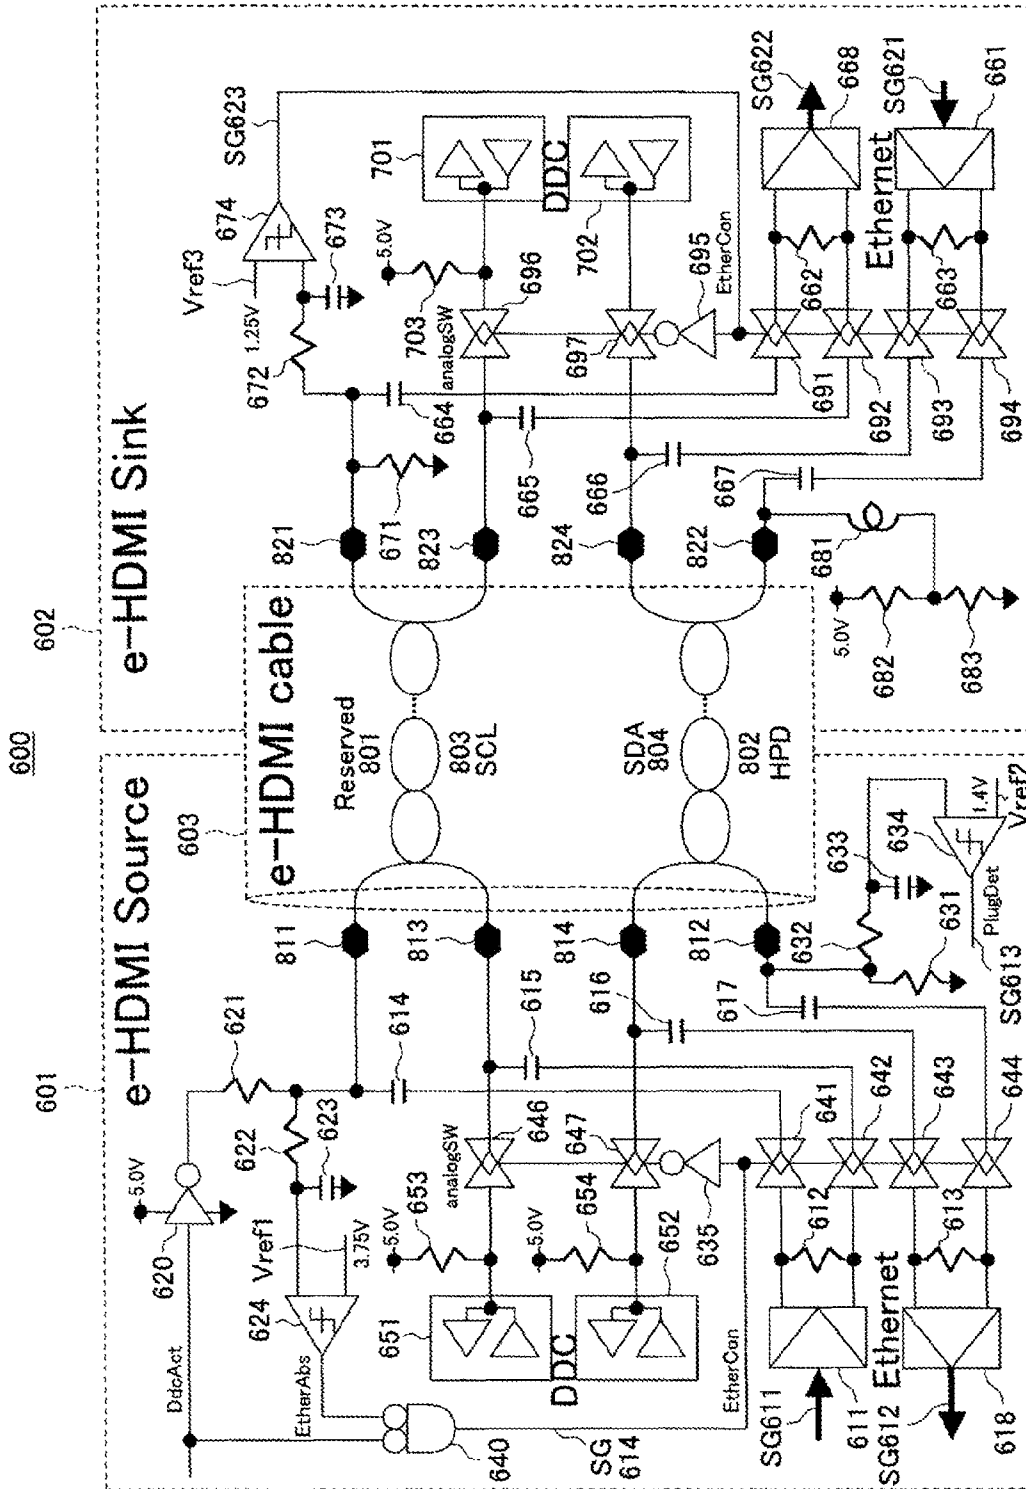 600
601
e-HDMI Source
602
e-HDMI Sink
603
e-HDMI cable
DdcAct
5.0V
620
621
622
623
Vref1
3.75V
624
EtherAbs
640
SG
614
811
614
813
615
814
616
812
617
5.0V
653
analogSW
646
5.0V
654
647
651
DDC
652
635
EtherCon
641
642
643
644
612
613
SG611
611
Ethernet
SG612
618
632
633
634
1.4V
Vref2
PlugDet
631
SG613
Reserved
801
803
SCL
SDA
804
802
HPD
821
671
823
824
822
Vref3
1.25V
672
674
673
SG623
5.0V
703
analogSW
696
701
DDC
702
697
695
EtherCon
664
665
666
667
681
5.0V
682
683
691
692
693
694
662
663
SG622
668
Ethernet
SG621
661